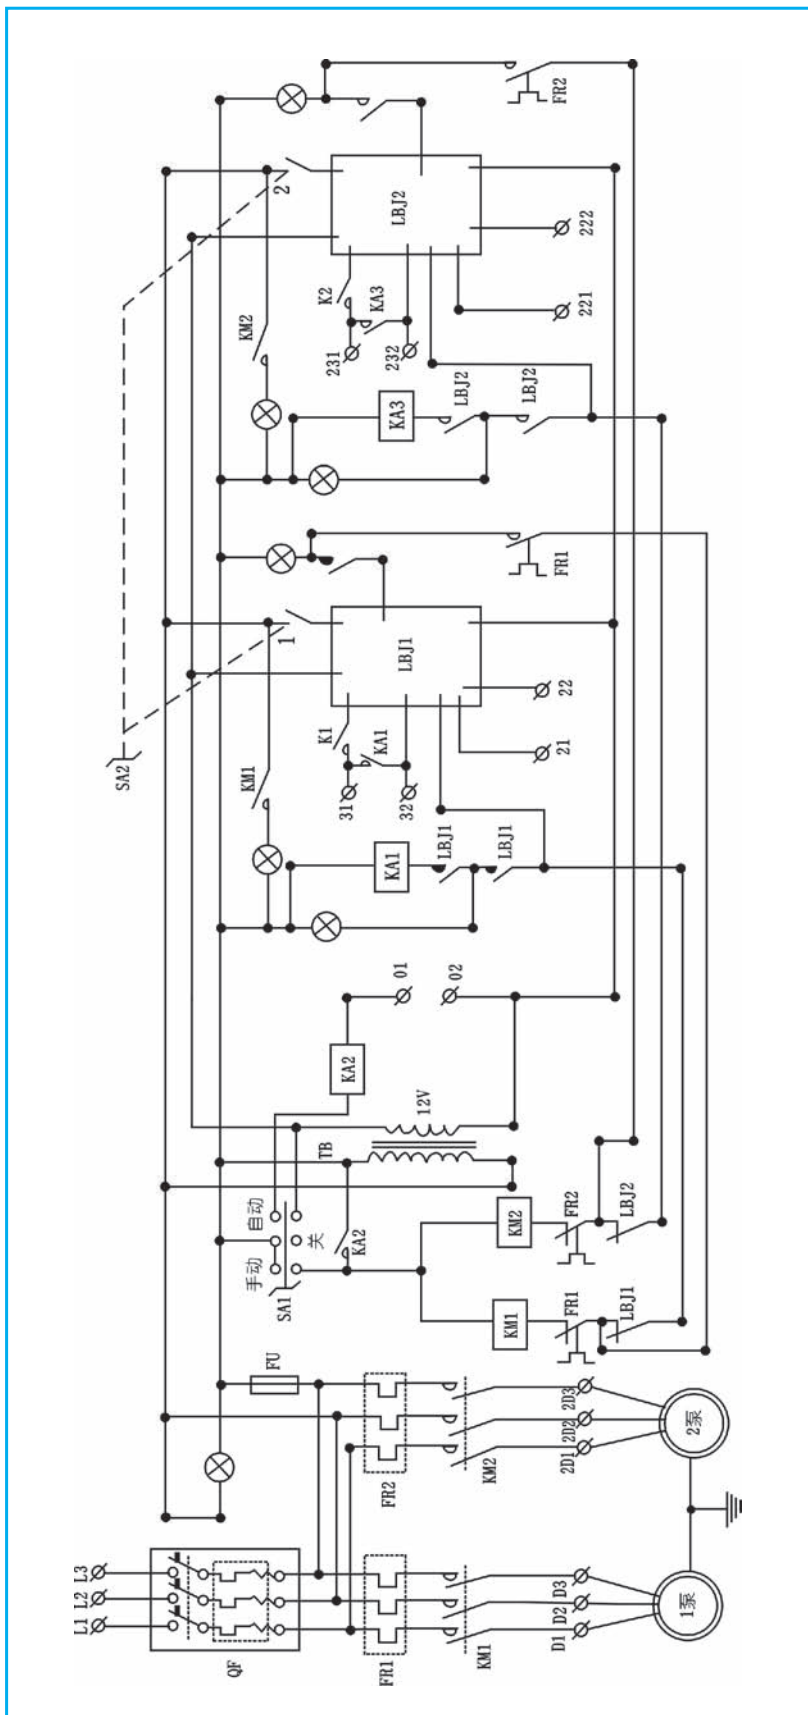 L1
L2
L3
QF
FR1
KM1
D1
D2
D3
1泵
FR2
KM2
2D1
2D2
2D3
2泵
FU
SA1
手动
关
自动
KA2
KM1
FR1
LBJ1
KM2
FR2
LBJ2
TB
12V
KA2
01
02
KA1
LBJ1
LBJ1
KM1
31
32
K1
KA1
21
22
LBJ1
1
SA2
FR1
KA3
LBJ2
LBJ2
KM2
231
232
K2
KA3
221
222
LBJ2
2
FR2